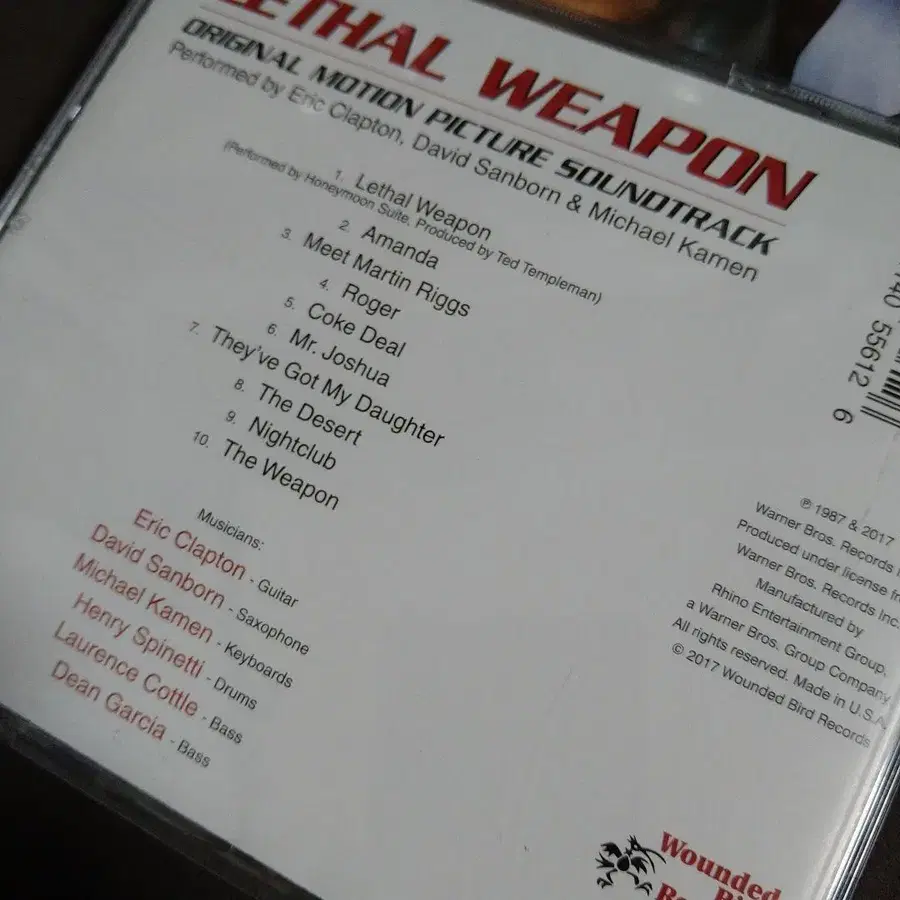 LETHAL WEAPON
ORIGINAL MOTION PICTURE SOUNDTRACK
Performed by Eric Clapton, David Sanborn & Michael Kamen
1. Lethal Weapon
(Performed by Honeymoon Suite, Produced by Ted Templeman)
2. Amanda
3. Meet Martin Riggs
4. Roger
5. Coke Deal
6. Mr. Joshua
7. They've Got My Daughter
8. The Desert
9. Nightclub
10. The Weapon
Musicians:
Eric Clapton - Guitar
David Sanborn - Saxophone
Michael Kamen - Keyboards
Henry Spinetti - Drums
Laurence Cottle - Bass
Dean Garcia - Bass
40 55612 6
℗ 1987 & 2017
Warner Bros. Records
Produced under license
Warner Bros. Records Inc.
Manufactured by
Rhino Entertainment Group,
a Warner Bros. Group Company
All rights reserved. Made in U.S.A.
© 2017 Wounded Bird Records
Wounded